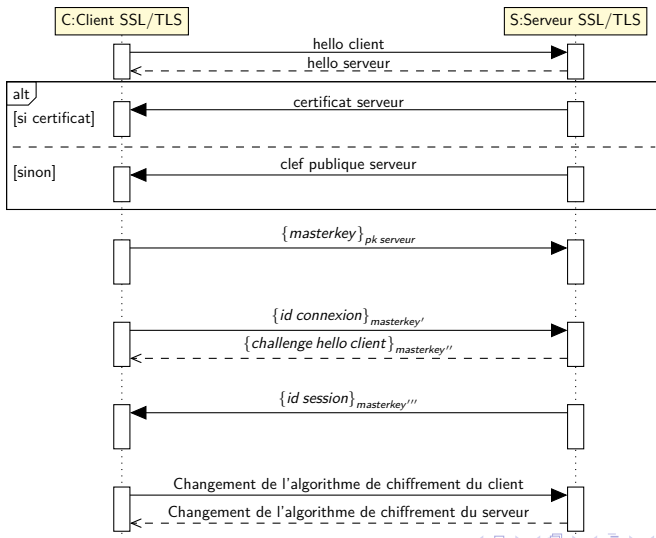 C:Client SSL/TLS
S:Serveur SSL/TLS
hello client
hello serveur
alt
[si certificat]
certificat serveur
[sinon]
clef publique serveur
{masterkey}pk serveur
{id connexion}masterkey′
{challenge hello client}masterkey′′
{id session}masterkey′′′
Changement de l'algorithme de chiffrement du client
Changement de l'algorithme de chiffrement du serveur